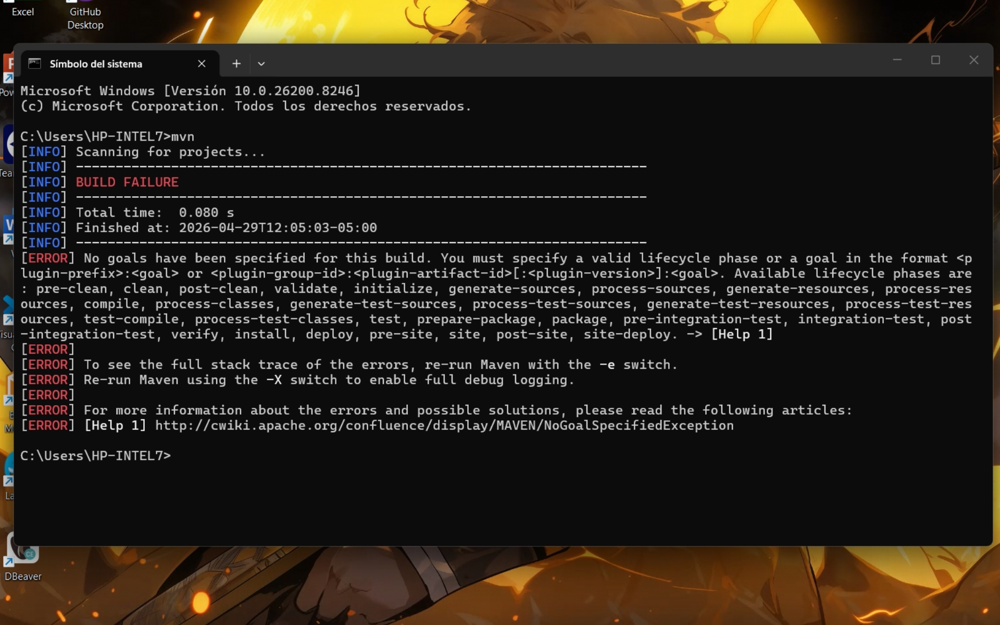 Excel
GitHub
Desktop
Símbolo del sistema
Microsoft Windows [Versión 10.0.26200.8246]
(c) Microsoft Corporation. Todos los derechos reservados.
C:\Users\HP-INTEL7>mvn
[INFO] Scanning for projects...
[INFO] ------------------------------------------------------------------------
[INFO] BUILD FAILURE
[INFO] ------------------------------------------------------------------------
[INFO] Total time:  0.080 s
[INFO] Finished at: 2026-04-29T12:05:03-05:00
[INFO] ------------------------------------------------------------------------
[ERROR] No goals have been specified for this build. You must specify a valid lifecycle phase or a goal in the format <p
lugin-prefix>:<goal> or <plugin-group-id>:<plugin-artifact-id>[:<plugin-version>]:<goal>. Available lifecycle phases are
: pre-clean, clean, post-clean, validate, initialize, generate-sources, process-sources, generate-resources, process-res
ources, compile, process-classes, generate-test-sources, process-test-sources, generate-test-resources, process-test-res
ources, test-compile, process-test-classes, test, prepare-package, package, pre-integration-test, integration-test, post
-integration-test, verify, install, deploy, pre-site, site, post-site, site-deploy. -> [Help 1]
[ERROR]
[ERROR] To see the full stack trace of the errors, re-run Maven with the -e switch.
[ERROR] Re-run Maven using the -X switch to enable full debug logging.
[ERROR]
[ERROR] For more information about the errors and possible solutions, please read the following articles:
[ERROR] [Help 1] http://cwiki.apache.org/confluence/display/MAVEN/NoGoalSpecifiedException
C:\Users\HP-INTEL7>
CE
DBeaver